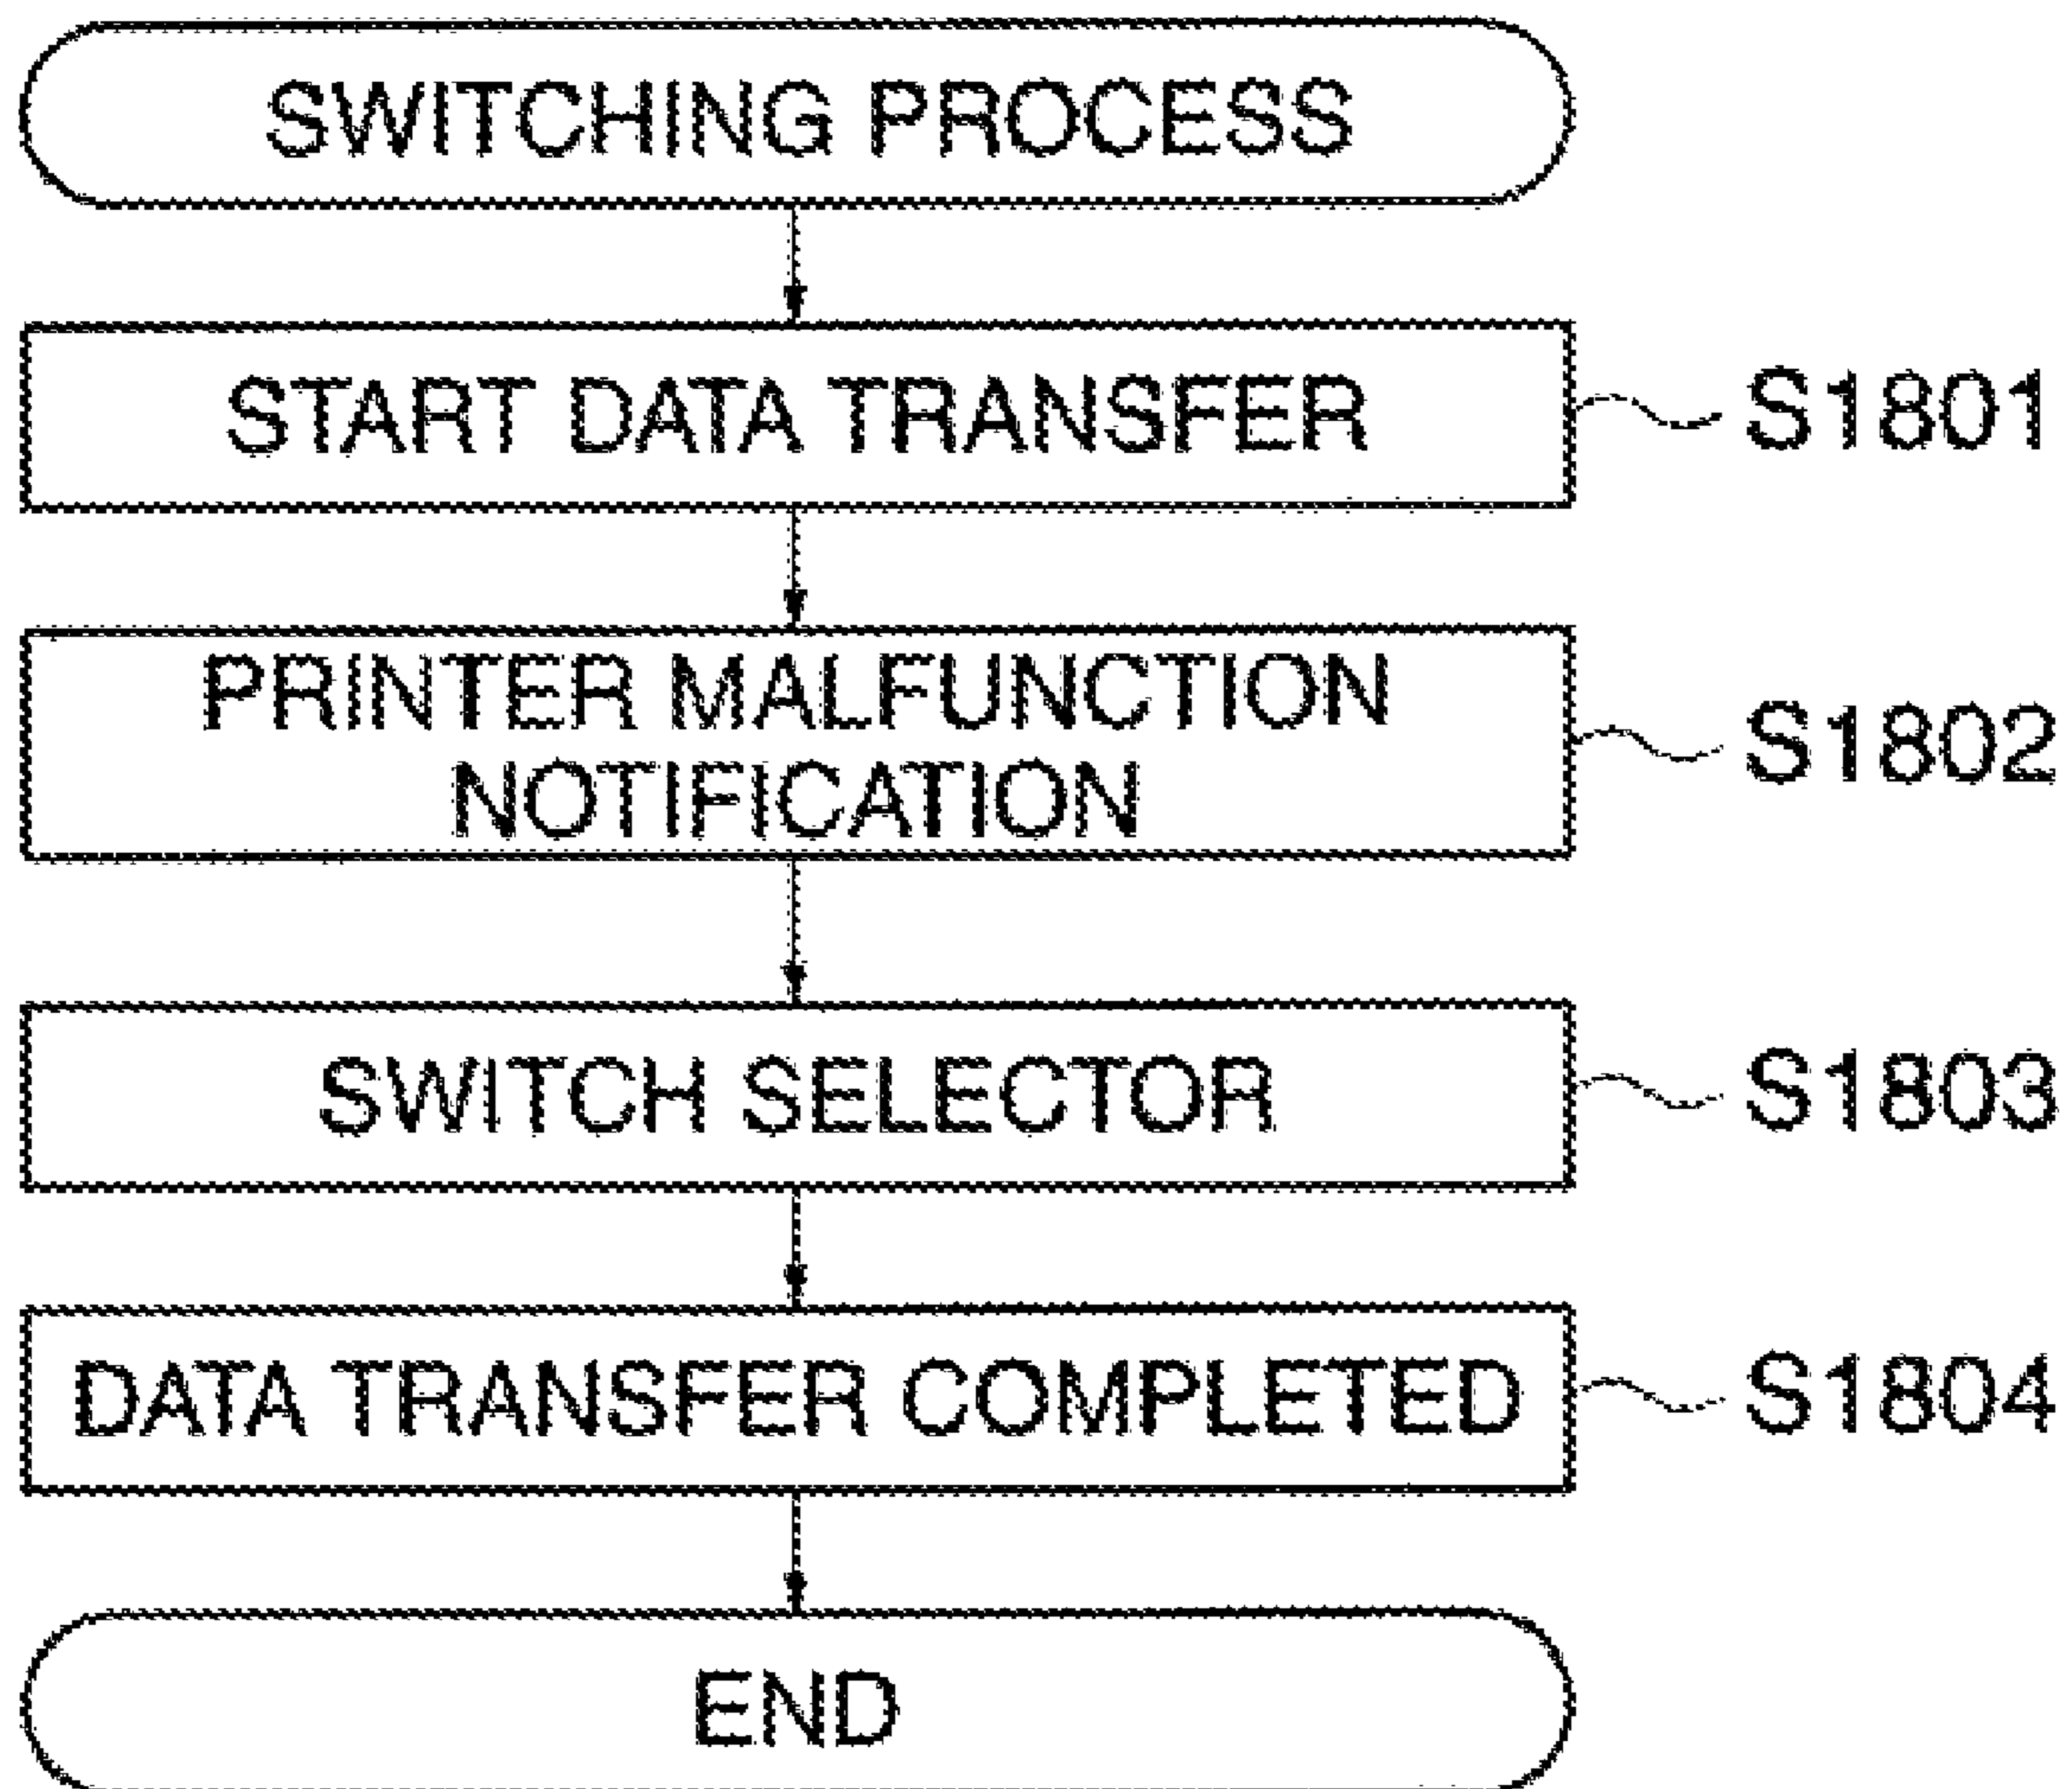 SWITCHING PROCESS
START DATA TRANSFER
S1801
PRINTER MALFUNCTION
NOTIFICATION
S1802
SWITCH SELECTOR
S1803
DATA TRANSFER COMPLETED
S1804
END